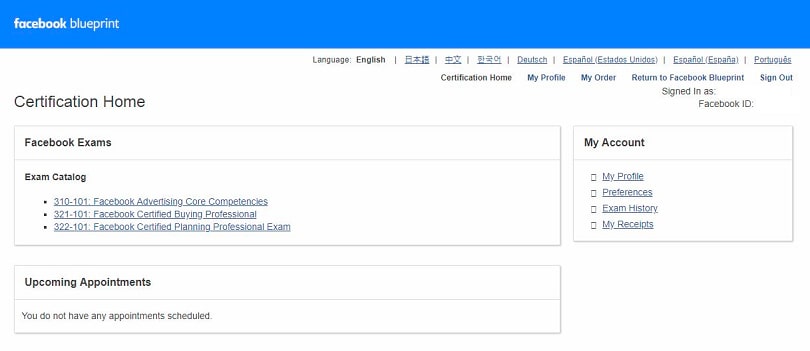 facebook blueprint
Language: English | 日本語 | 中文 | 한국어 | Deutsch | Español (Estados Unidos) | Español (España) | Português
Certification Home My Profile My Order Return to Facebook Blueprint Sign Out
Signed In as:
Facebook ID:
Certification Home
Facebook Exams
Exam Catalog
310-101: Facebook Advertising Core Competencies
321-101: Facebook Certified Buying Professional
322-101: Facebook Certified Planning Professional Exam
My Account
My Profile
Preferences
Exam History
My Receipts
Upcoming Appointments
You do not have any appointments scheduled.